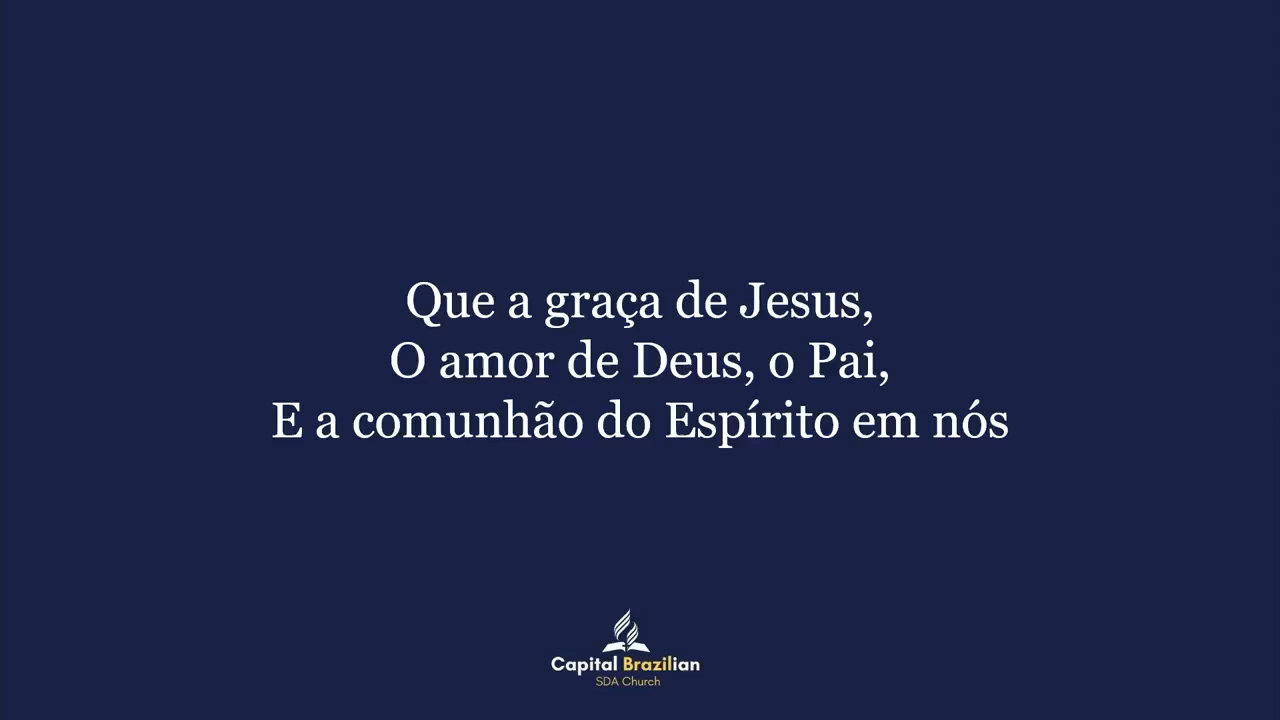 Que a graça de Jesus,
O amor de Deus, o Pai,
E a comunhão do Espírito em nós
Capital Brazilian
SDA Church